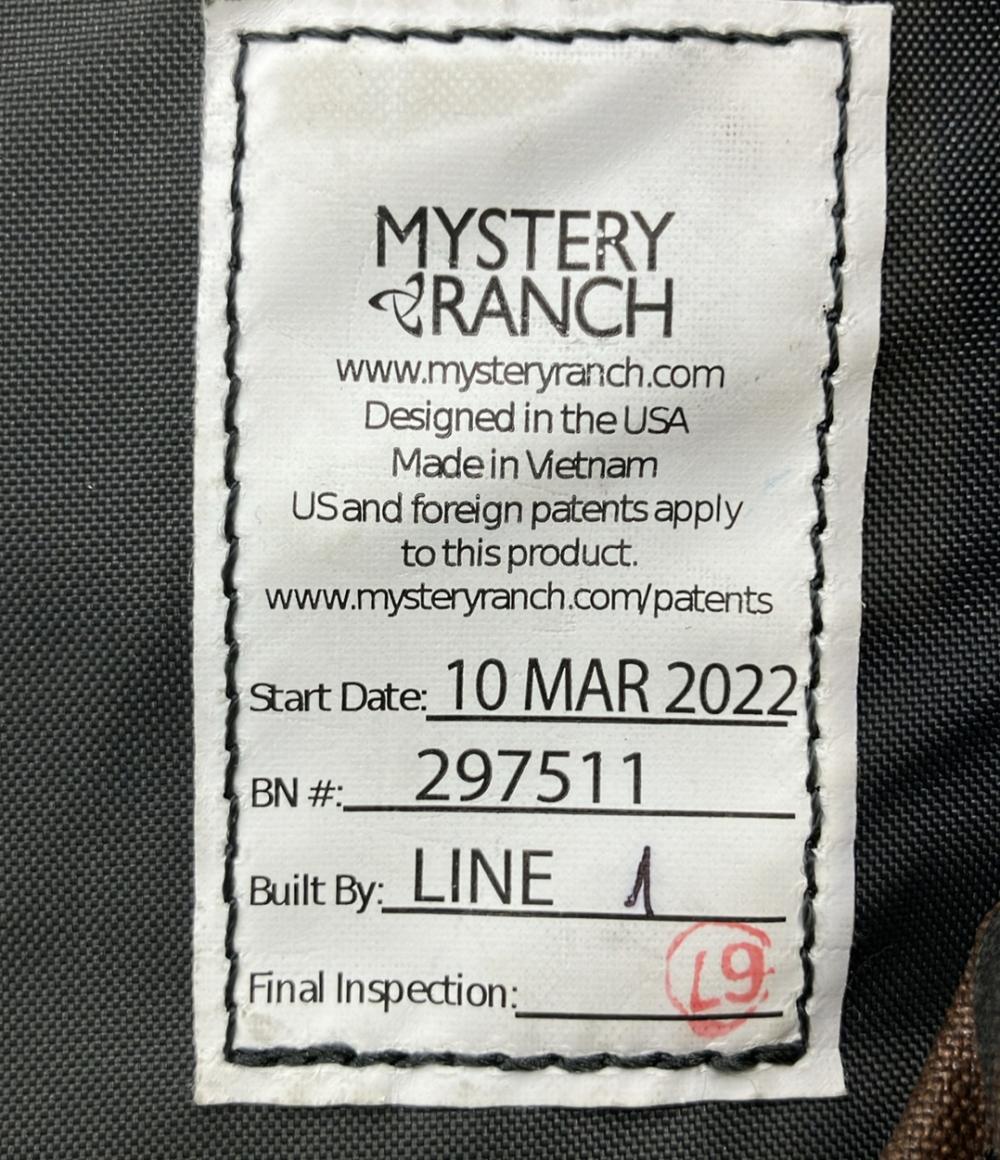 MYSTERY
RANCH
www.mysteryranch.com
Designed in the USA
Made in Vietnam
US and foreign patents apply
to this product.
www.mysteryranch.com/patents
Start Date: 10 MAR 2022
BN #: 297511
Built By: LINE 1
Final Inspection: L9